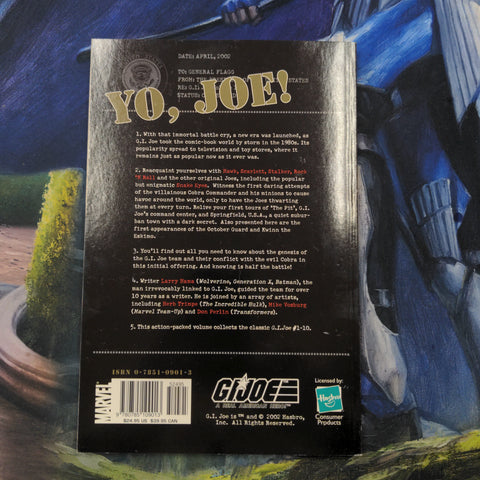 DATE: APRIL, 2002
TO: GENERAL FLAGG
FROM: THE
STATES
RE: G.I.
STATUS:
YO, JOE!
1. With that immortal battle cry, a new era was launched, as
G.I. Joe took the comic-book world by storm in the 1980s. Its
popularity spread to television and toy stores, where it
remains just as popular now as it ever was.
2. Reacquaint yourselves with Hawk, Scarlett, Stalker, Rock
'N Roll and the other original Joes, including the popular
but enigmatic Snake Eyes. Witness the first daring attempts
of the villainous Cobra Commander and his minions to cause
havoc around the world, only to have the Joes thwarting
them at every turn. Relive your first tours of "The Pit", G.I.
Joe's command center, and Springfield, U.S.A., a quiet subur-
ban town with a dark secret. Also presented here are the
first appearances of the October Guard and Kwinn the
Eskimo.
3. You'll find out all you need to know about the genesis of
the G.I. Joe team and their conflict with the evil Cobra in
this initial offering. And knowing is half the battle!
4. Writer Larry Hama (Wolverine, Generation X, Batman), the
man irrevocably linked to G.I. Joe, guided the team for over
10 years as a writer. He is joined by an array of artists,
including Herb Trimpe (The Incredible Hulk), Mike Vosburg
(Marvel Team-Up) and Don Perlin (Transformers).
5. This action-packed volume collects the classic G.I.Joe #1-10.
ISBN 0-7851-0901-3
52495
MARVEL
9 780785 109013
$24.95 US $39.95 CAN
G.I. JOE
A REAL AMERICAN HERO
G.I. Joe is ™ and © 2002 Hasbro,
Inc. All Rights Reserved.
Licensed by:
Hasbro
Consumer
Products